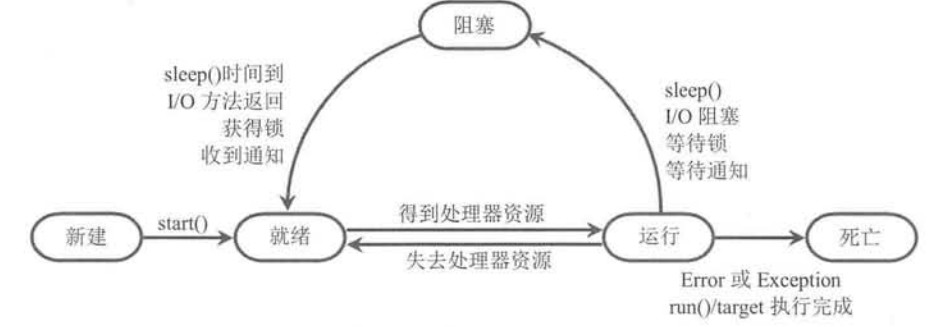 阻塞
sleep()时间到
I/O 方法返回
获得锁
收到通知
sleep()
I/O 阻塞
等待锁
等待通知
新建
start()
就绪
得到处理器资源
失去处理器资源
运行
死亡
Error 或 Exception
run()/target 执行完成